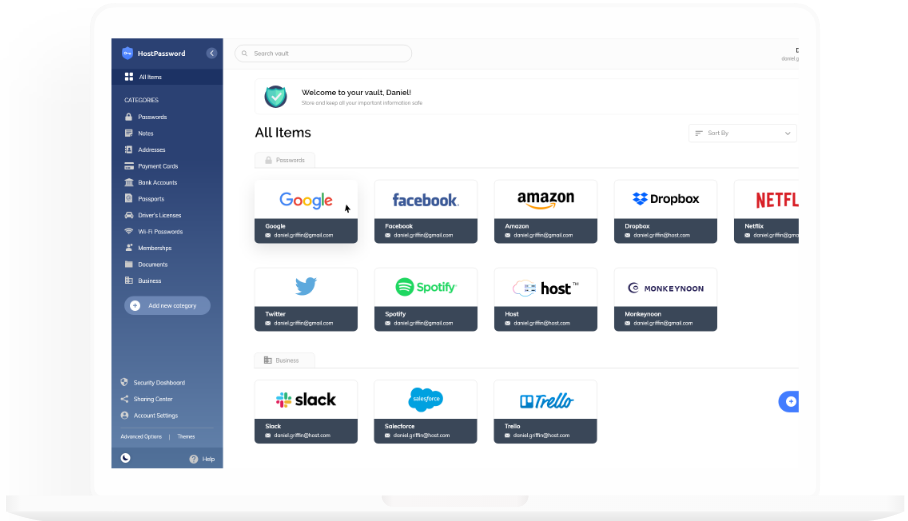 HostPassword
All Items
CATEGORIES
Passwords
Notes
Addresses
Payment Cards
Bank Accounts
Passports
Driver's Licenses
Wi-Fi Passwords
Memberships
Documents
Business
Add new category
Security Dashboard
Sharing Center
Account Settings
Advanced Options | Themes
Help
Search vault
D
daniel.g
Welcome to your vault, Daniel!
Store and keep all your important information safe
All Items
Sort By
Passwords
Google
Google
daniel.griffin@gmail.com
facebook.
Facebook
daniel.griffin@gmail.com
amazon
Amazon
daniel.griffin@gmail.com
Dropbox
Dropbox
daniel.griffin@host.com
NETFL
Netflix
daniel.griffin@gma
Twitter
daniel.griffin@gmail.com
Spotify
Spotify
daniel.griffin@gmail.com
host™
Host
daniel.griffin@host.com
MONKEYNOON
Monkeynoon
daniel.griffin@gmail.com
Business
slack
Slack
daniel.griffin@host.com
salesforce
Salesforce
daniel.griffin@host.com
Trello
Trello
daniel.griffin@host.com